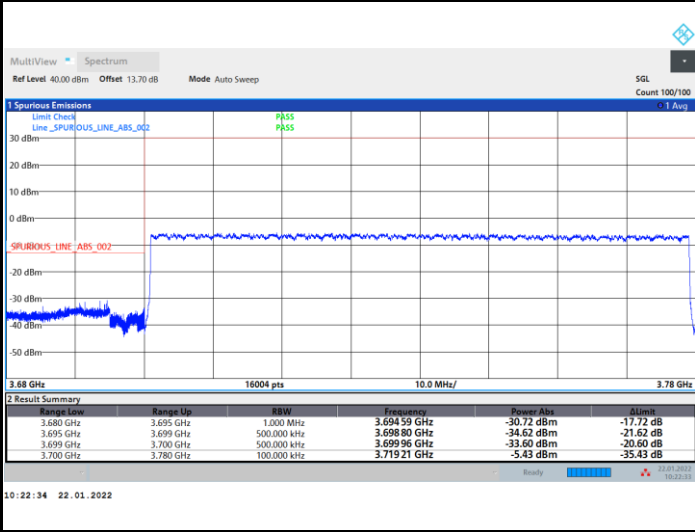 MultiView Spectrum
Ref Level 40.00 dBm Offset 13.70 dB Mode Auto Sweep SGL
Count 100/100
1 Spurious Emissions 1 Avg
Limit Check PASS
Line _SPURIOUS_LINE_ABS_002 PASS
30 dBm
20 dBm
10 dBm
0 dBm
_SPURIOUS_LINE_ABS_002
-20 dBm
-30 dBm
-40 dBm
-50 dBm
3.68 GHz 16004 pts 10.0 MHz/ 3.78 GHz
2 Result Summary
Range Low Range Up RBW Frequency Power Abs ΔLimit
3.680 GHz 3.695 GHz 1.000 MHz 3.694 59 GHz -30.72 dBm -17.72 dB
3.695 GHz 3.699 GHz 500.000 kHz 3.698 80 GHz -34.62 dBm -21.62 dB
3.699 GHz 3.700 GHz 500.000 kHz 3.699 96 GHz -33.60 dBm -20.60 dB
3.700 GHz 3.780 GHz 100.000 kHz 3.719 21 GHz -5.43 dBm -35.43 dB
Ready 22.01.2022
10:22:33
10:22:34 22.01.2022